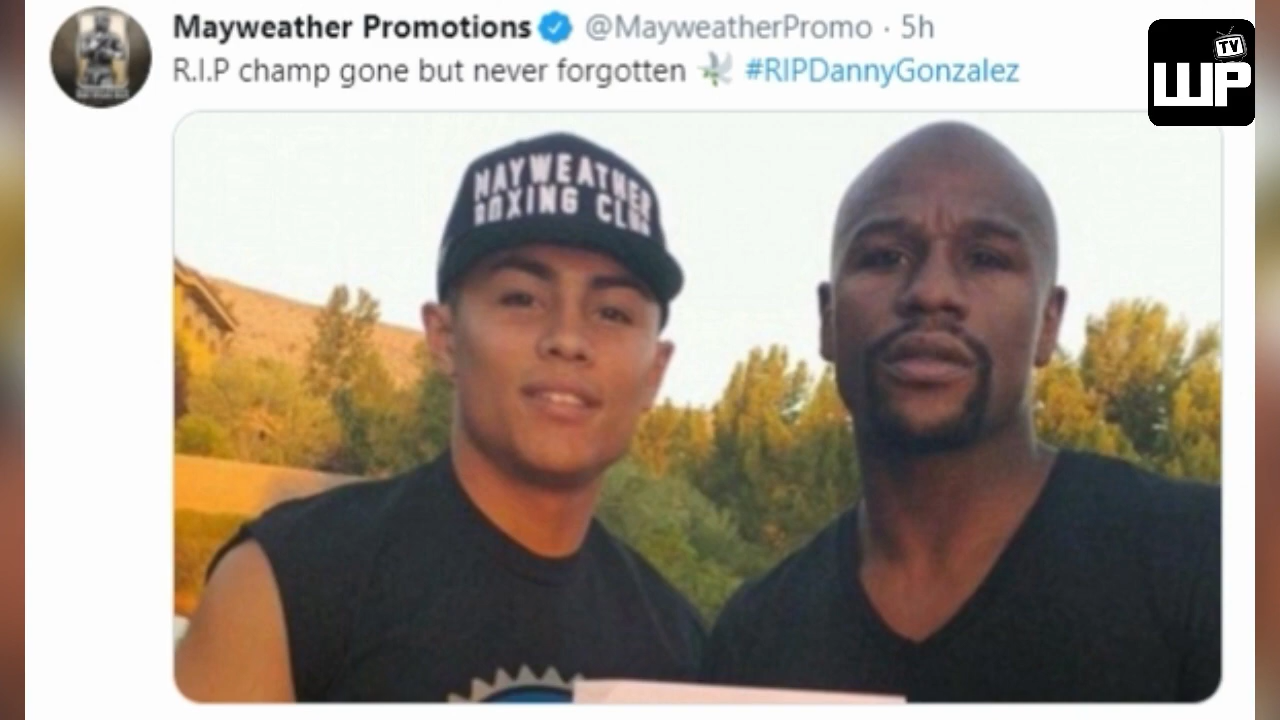 Mayweather Promotions @MayweatherPromo · 5h
R.I.P champ gone but never forgotten 🕊 #RIPDannyGonzalez
TV
WP
MAYWEATHER
BOXING CLUB